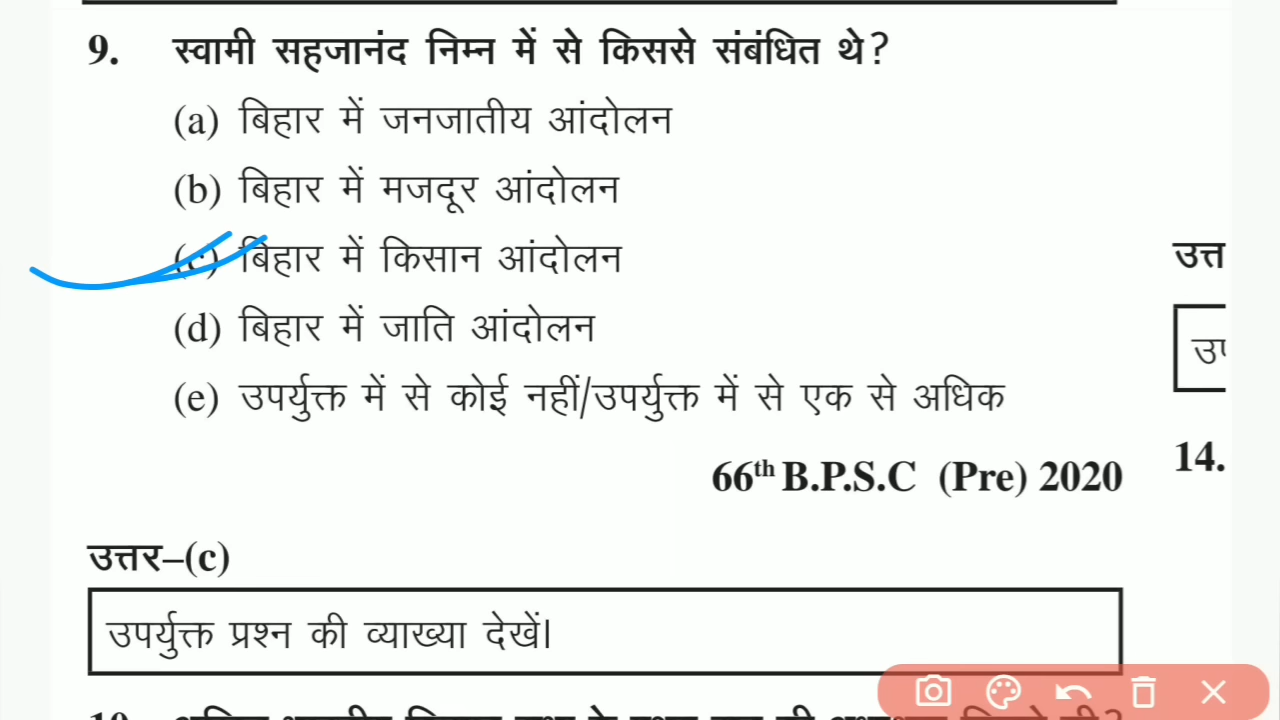 9. स्वामी सहजानंद निम्न में से किससे संबंधित थे?
(a) बिहार में जनजातीय आंदोलन
(b) बिहार में मजदूर आंदोलन
(c) बिहार में किसान आंदोलन
(d) बिहार में जाति आंदोलन
(e) उपर्युक्त में से कोई नहीं/उपर्युक्त में से एक से अधिक
66th B.P.S.C (Pre) 2020
उत्तर–(c)
उपर्युक्त प्रश्न की व्याख्या देखें।
उत्त
14.